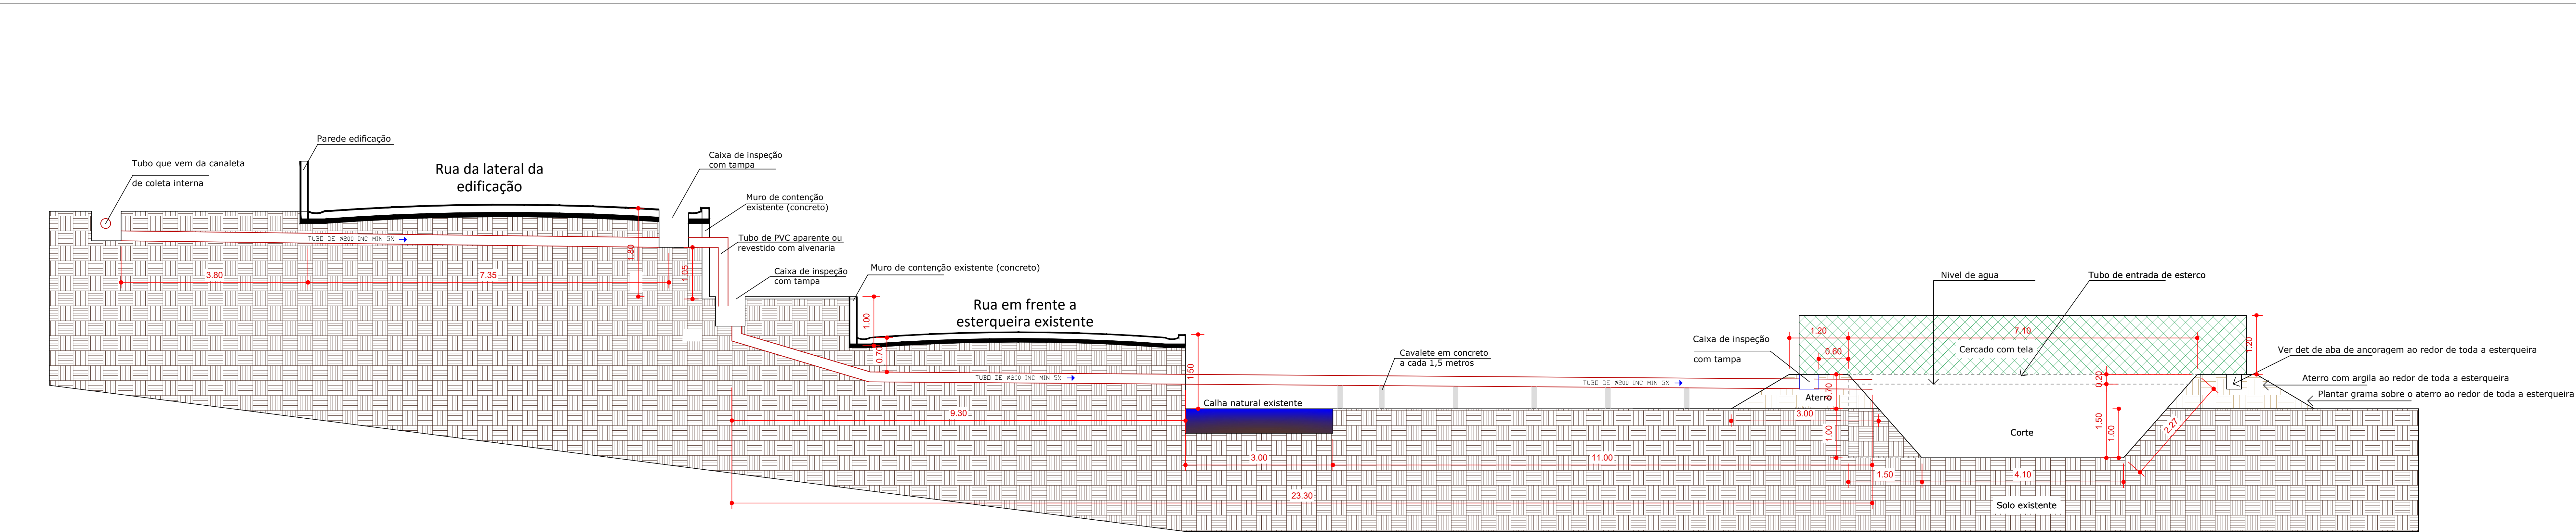 Parede edificação
Tubo que vem da canaleta
de coleta interna
Rua da lateral da
edificação
Caixa de inspeção
com tampa
Muro de contenção
existente (concreto)
Tubo de PVC aparente ou
revestido com alvenaria
Caixa de inspeção
com tampa
Muro de contenção existente (concreto)
TUBO DE ø200 INC MIN 5%
1.80
1.05
3.80
7.35
Rua em frente a
esterqueira existente
1.00
0.70
1.50
TUBO DE ø200 INC MIN 5%
Cavalete em concreto
a cada 1,5 metros
TUBO DE ø200 INC MIN 5%
Calha natural existente
9.30
3.00
11.00
23.30
Nivel de agua
Tubo de entrada de esterco
Caixa de inspeção
com tampa
1.20
7.10
0.60
Cercado com tela
1.20
Ver det de aba de ancoragem ao redor de toda a esterqueira
Aterro com argila ao redor de toda a esterqueira
Plantar grama sobre o aterro ao redor de toda a esterqueira
0.20
0.70
Aterro
3.00
1.00
1.50
1.00
2.27
Corte
1.50
4.10
Solo existente